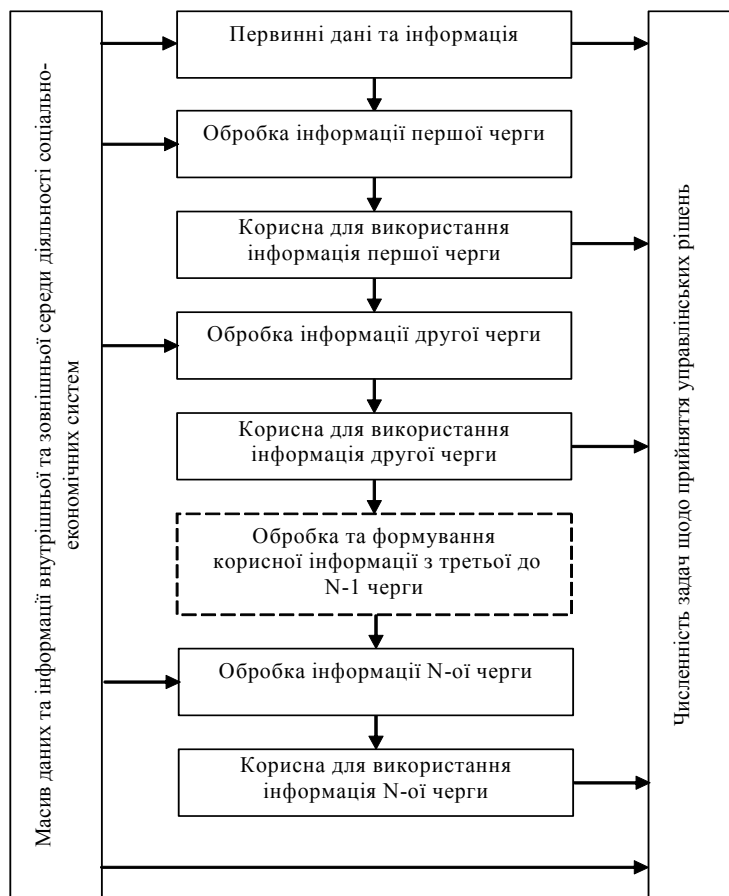 Масив даних та інформації внутрішньої та зовнішньої середи діяльності соціально-
економічних систем
Первинні дані та інформація
Обробка інформації першої черги
Корисна для використання
інформація першої черги
Обробка інформації другої черги
Корисна для використання
інформація другої черги
Обробка та формування
корисної інформації з третьої до
N-1 черги
Обробка інформації N-ої черги
Корисна для використання
інформація N-ої черги
Численність задач щодо прийняття управлінських рішень